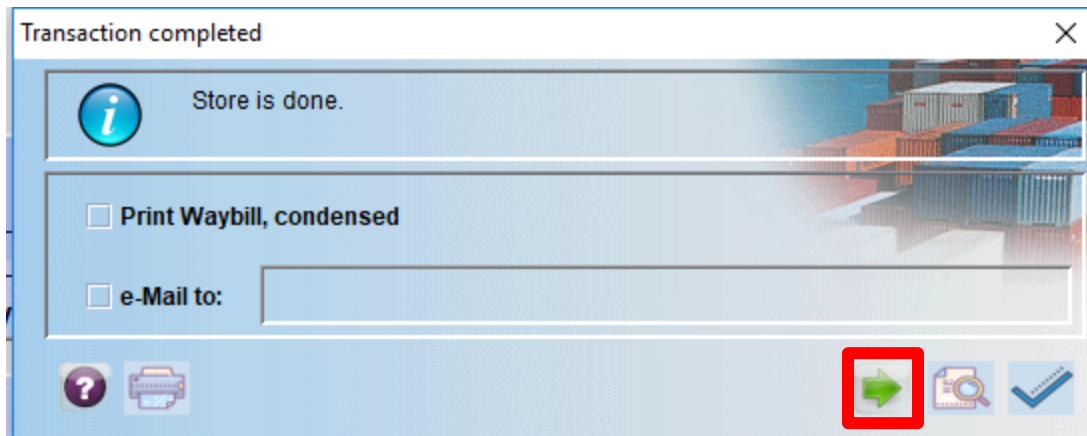 Transaction completed
Store is done.
Print Waybill, condensed
e-Mail to: